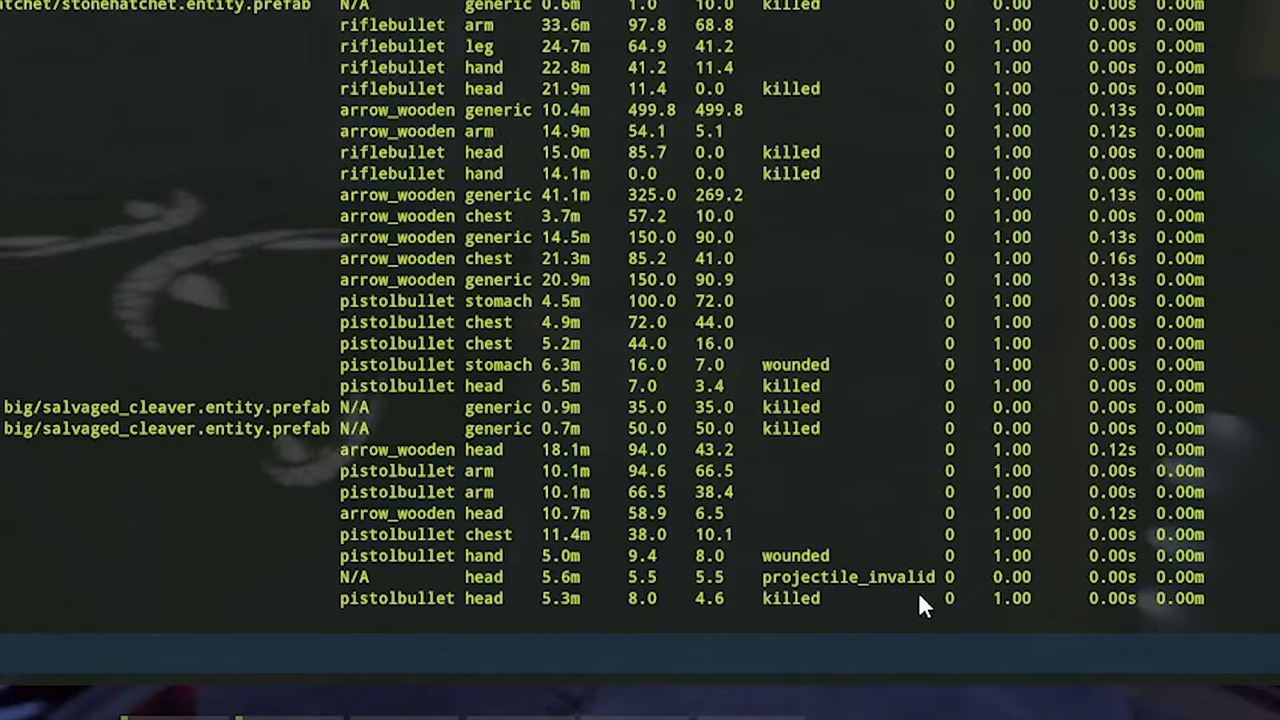 atchet/stonehatchet.entity.prefab N/A generic 0.6m 1.0 10.0 killed 0 0.00 0.00s 0.00m
riflebullet arm 33.6m 97.8 68.8 0 1.00 0.00s 0.00m
riflebullet leg 24.7m 64.9 41.2 0 1.00 0.00s 0.00m
riflebullet hand 22.8m 41.2 11.4 0 1.00 0.00s 0.00m
riflebullet head 21.9m 11.4 0.0 killed 0 1.00 0.00s 0.00m
arrow_wooden generic 10.4m 499.8 499.8 0 1.00 0.13s 0.00m
arrow_wooden arm 14.9m 54.1 5.1 0 1.00 0.12s 0.00m
riflebullet head 15.0m 85.7 0.0 killed 0 1.00 0.00s 0.00m
riflebullet hand 14.1m 0.0 0.0 killed 0 1.00 0.00s 0.00m
arrow_wooden generic 41.1m 325.0 269.2 0 1.00 0.13s 0.00m
arrow_wooden chest 3.7m 57.2 10.0 0 1.00 0.00s 0.00m
arrow_wooden generic 14.5m 150.0 90.0 0 1.00 0.13s 0.00m
arrow_wooden chest 21.3m 85.2 41.0 0 1.00 0.16s 0.00m
arrow_wooden generic 20.9m 150.0 90.9 0 1.00 0.13s 0.00m
pistolbullet stomach 4.5m 100.0 72.0 0 1.00 0.00s 0.00m
pistolbullet chest 4.9m 72.0 44.0 0 1.00 0.00s 0.00m
pistolbullet chest 5.2m 44.0 16.0 0 1.00 0.00s 0.00m
pistolbullet stomach 6.3m 16.0 7.0 wounded 0 1.00 0.00s 0.00m
pistolbullet head 6.5m 7.0 3.4 killed 0 1.00 0.00s 0.00m
big/salvaged_cleaver.entity.prefab N/A generic 0.9m 35.0 35.0 killed 0 0.00 0.00s 0.00m
big/salvaged_cleaver.entity.prefab N/A generic 0.7m 50.0 50.0 killed 0 0.00 0.00s 0.00m
arrow_wooden head 18.1m 94.0 43.2 0 1.00 0.12s 0.00m
pistolbullet arm 10.1m 94.6 66.5 0 1.00 0.00s 0.00m
pistolbullet arm 10.1m 66.5 38.4 0 1.00 0.00s 0.00m
arrow_wooden head 10.7m 58.9 6.5 0 1.00 0.12s 0.00m
pistolbullet chest 11.4m 38.0 10.1 0 1.00 0.00s 0.00m
pistolbullet hand 5.0m 9.4 8.0 wounded 0 1.00 0.00s 0.00m
N/A head 5.6m 5.5 5.5 projectile_invalid 0 0.00 0.00s 0.00m
pistolbullet head 5.3m 8.0 4.6 killed 0 1.00 0.00s 0.00m